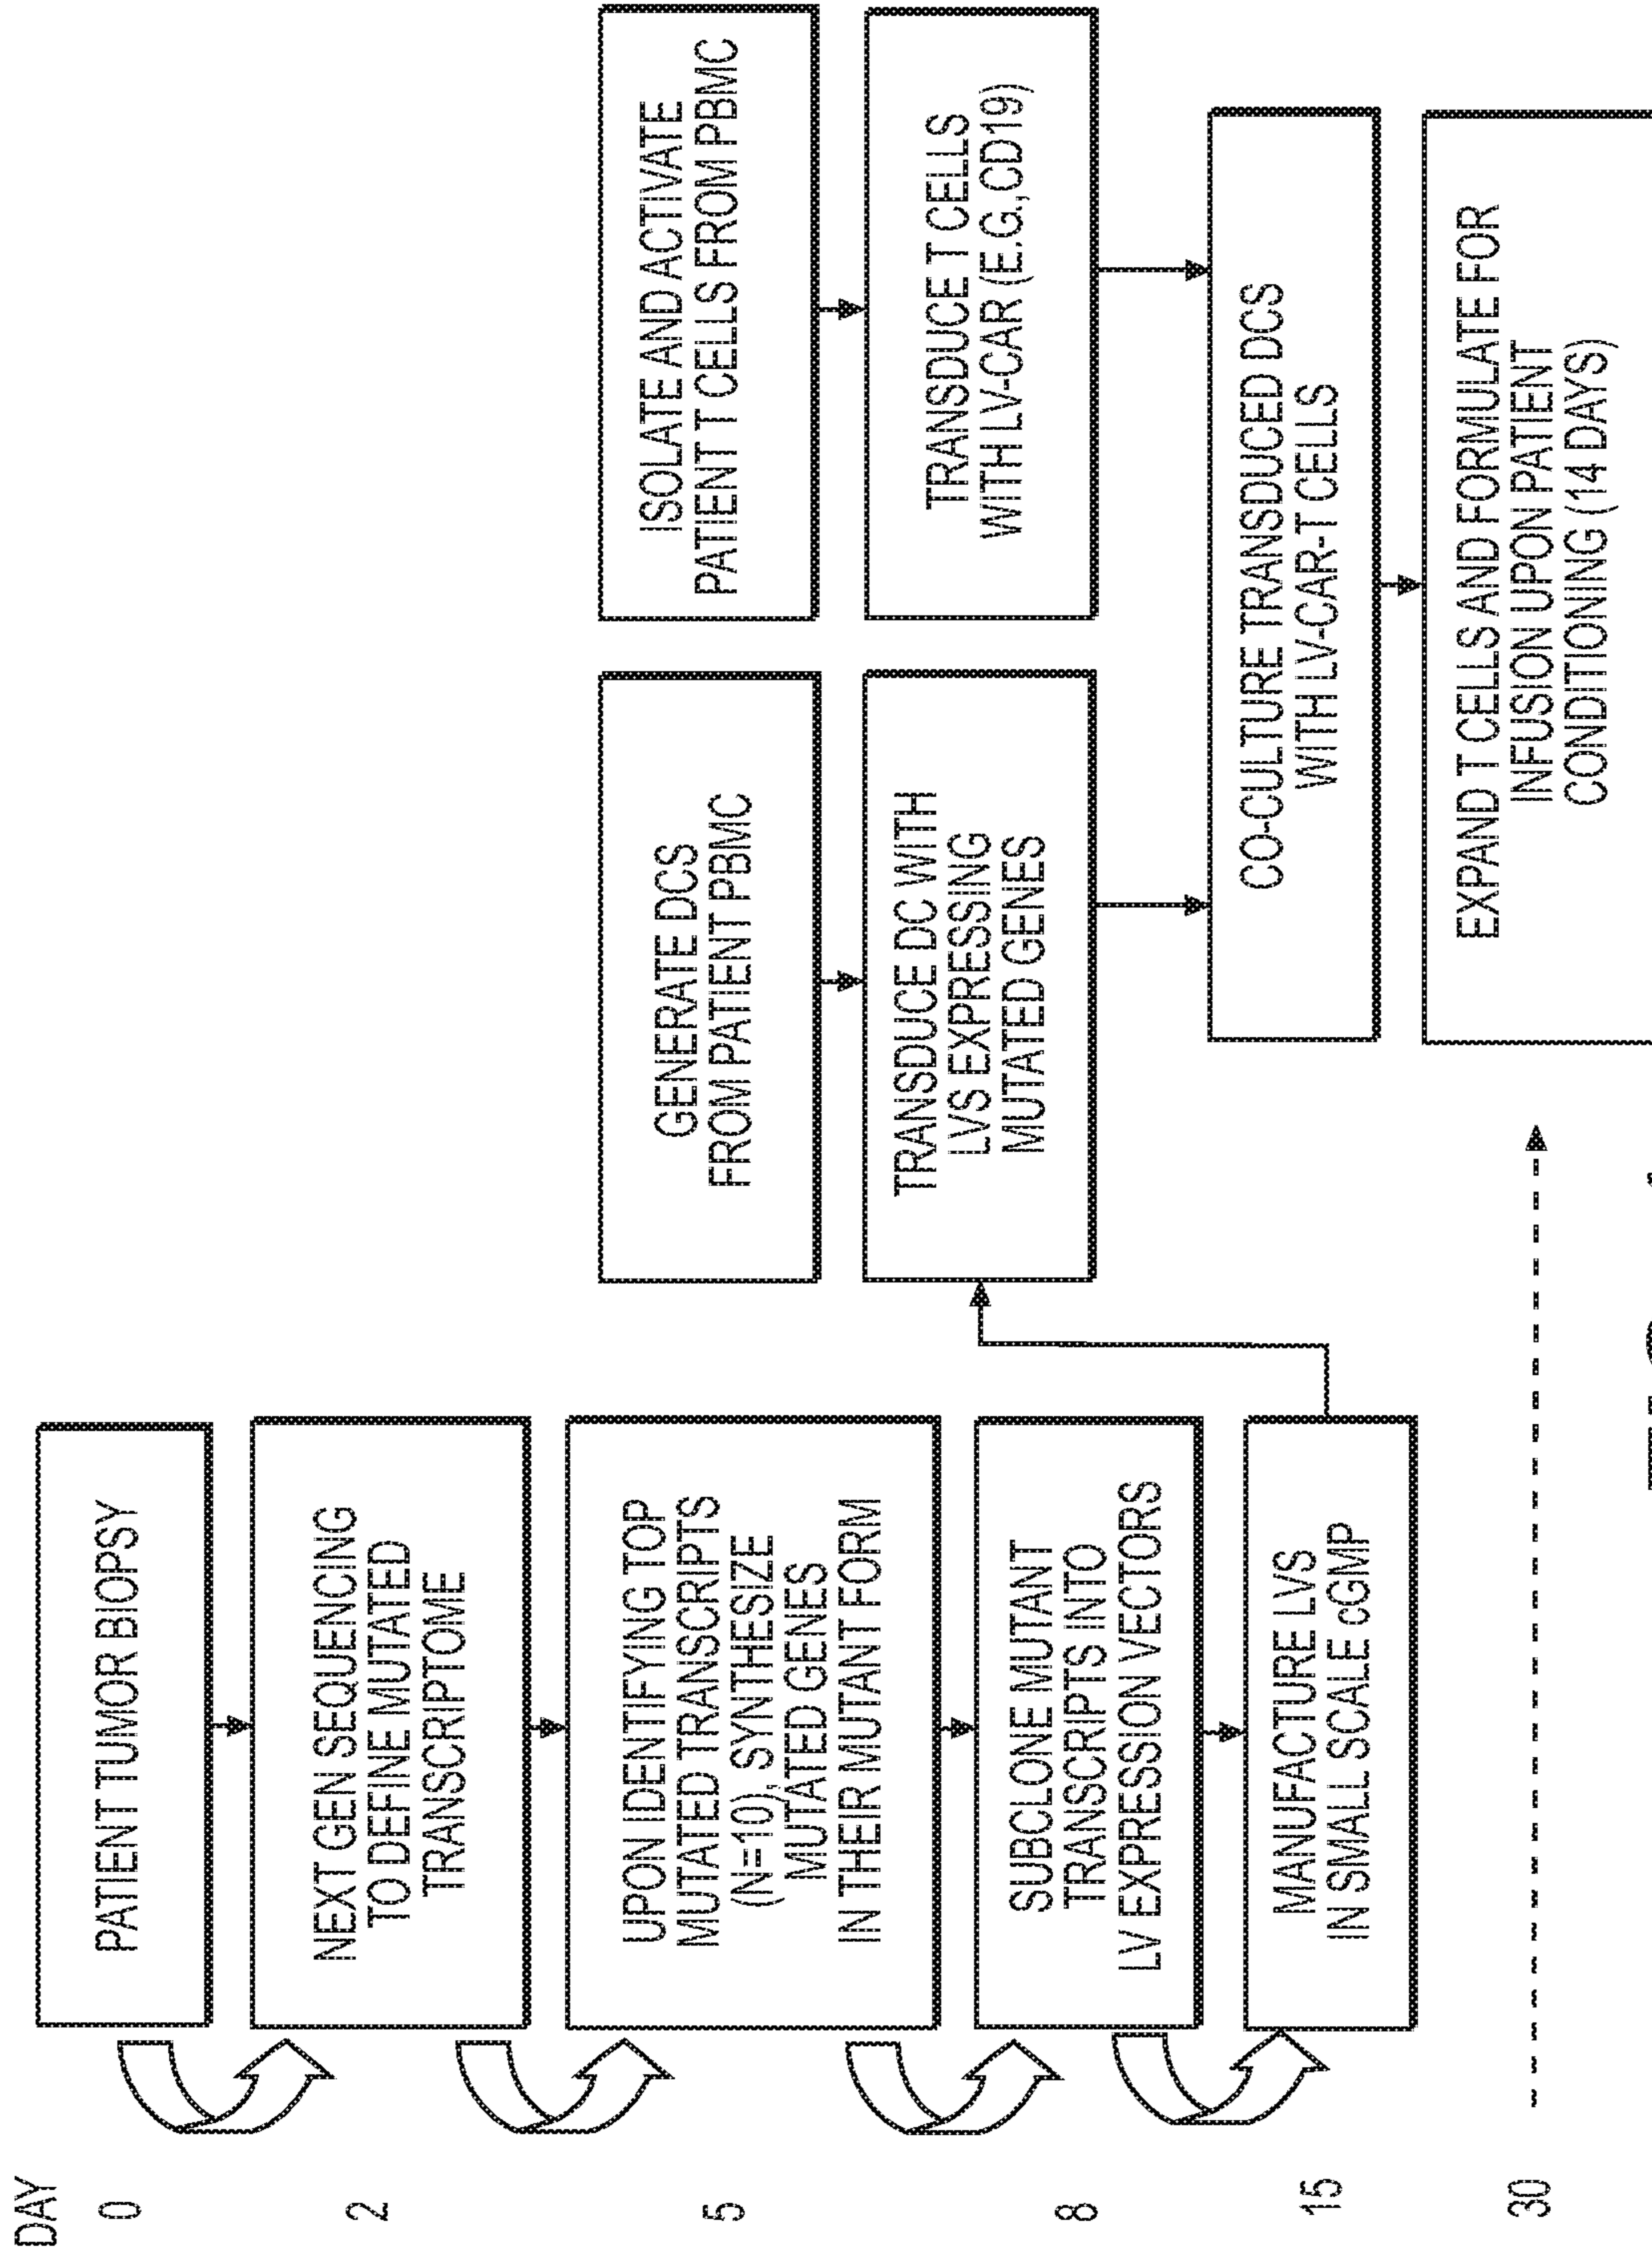 DAY
0
PATIENT TUMOR BIOPSY
2
NEXT GEN SEQUENCING
TO DEFINE MUTATED
TRANSCRIPTOME
5
UPON IDENTIFYING TOP
MUTATED TRANSCRIPTS
(N=10), SYNTHESIZE
MUTATED GENES
IN THEIR MUTANT FORM
8
SUBCLONE MUTANT
TRANSCRIPTS INTO
LV EXPRESSION VECTORS
15
MANUFACTURE LVS
IN SMALL SCALE cGMP
30
GENERATE DCS
FROM PATIENT PBMC
TRANSDUCE DC WITH
LVS EXPRESSING
MUTATED GENES
ISOLATE AND ACTIVATE
PATIENT T CELLS FROM PBMC
TRANSDUCE T CELLS
WITH LV-CAR (E.G.,CD19)
CO-CULTURE TRANSDUCED DCS
WITH LV-CAR-T CELLS
EXPAND T CELLS AND FORMULATE FOR
INFUSION UPON PATIENT
CONDITIONING (14 DAYS)